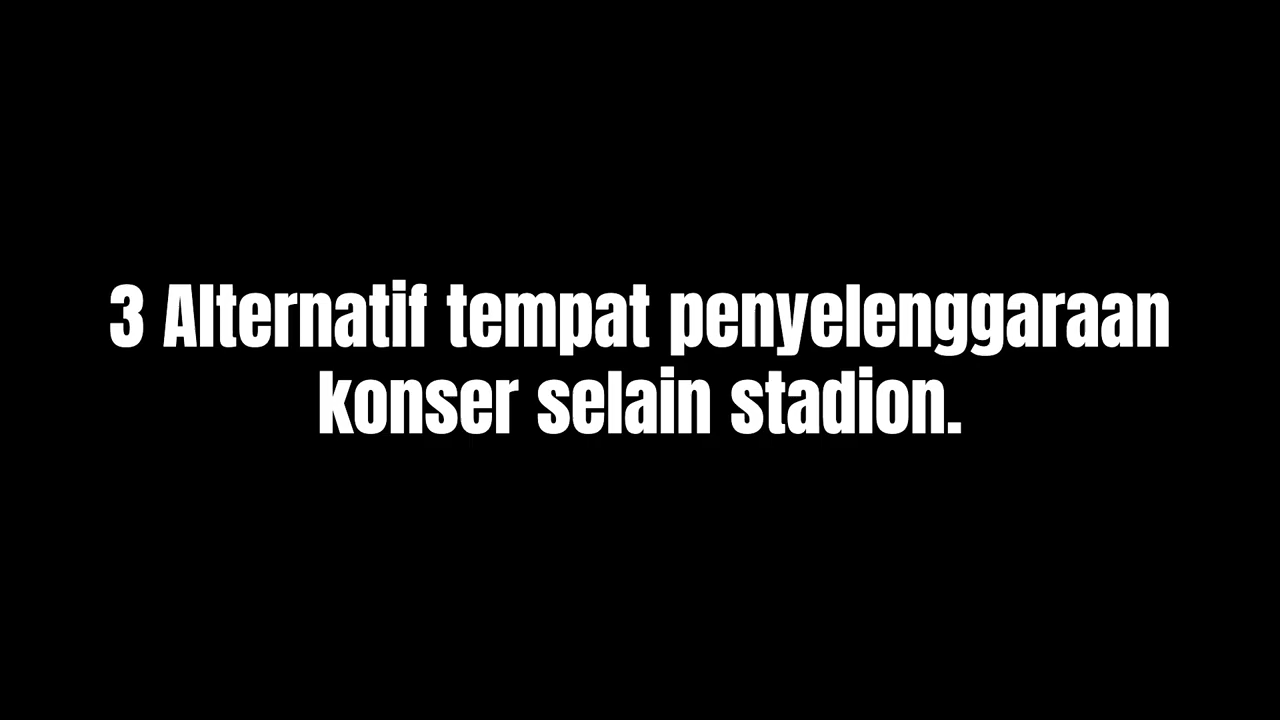 3 Alternatif tempat penyelenggaraan
konser selain stadion.